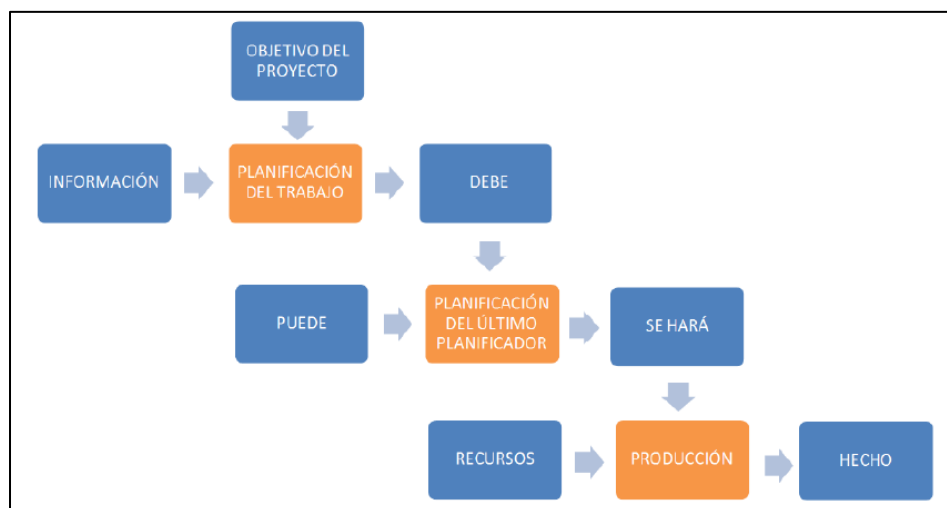 OBJETIVO DEL
PROYECTO
INFORMACIÓN
PLANIFICACIÓN
DEL TRABAJO
DEBE
PUEDE
PLANIFICACIÓN
DEL ÚLTIMO
PLANIFICADOR
SE HARÁ
RECURSOS
PRODUCCIÓN
HECHO